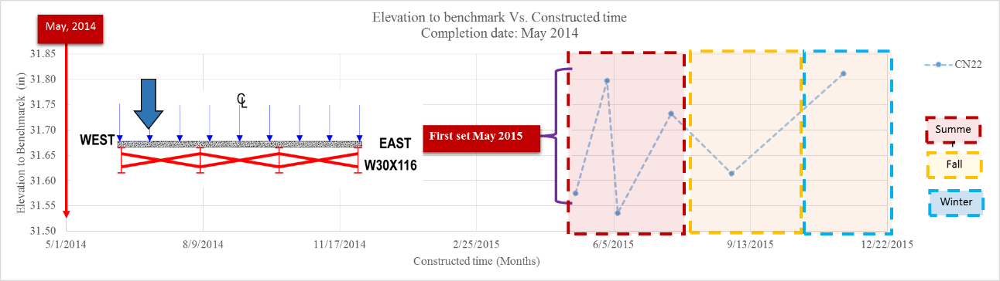 Elevation to benchmark Vs. Constructed time
Completion date: May 2014
May, 2014
31.85
31.80
31.75
31.70
31.65
31.60
31.55
31.50
Elevation to Benchmarck (in)
CL
WEST
EAST
W30X116
First set May 2015
CN22
Summe
r
Fall
Winter
5/1/2014
8/9/2014
11/17/2014
2/25/2015
6/5/2015
9/13/2015
12/22/2015
Constructed time (Months)